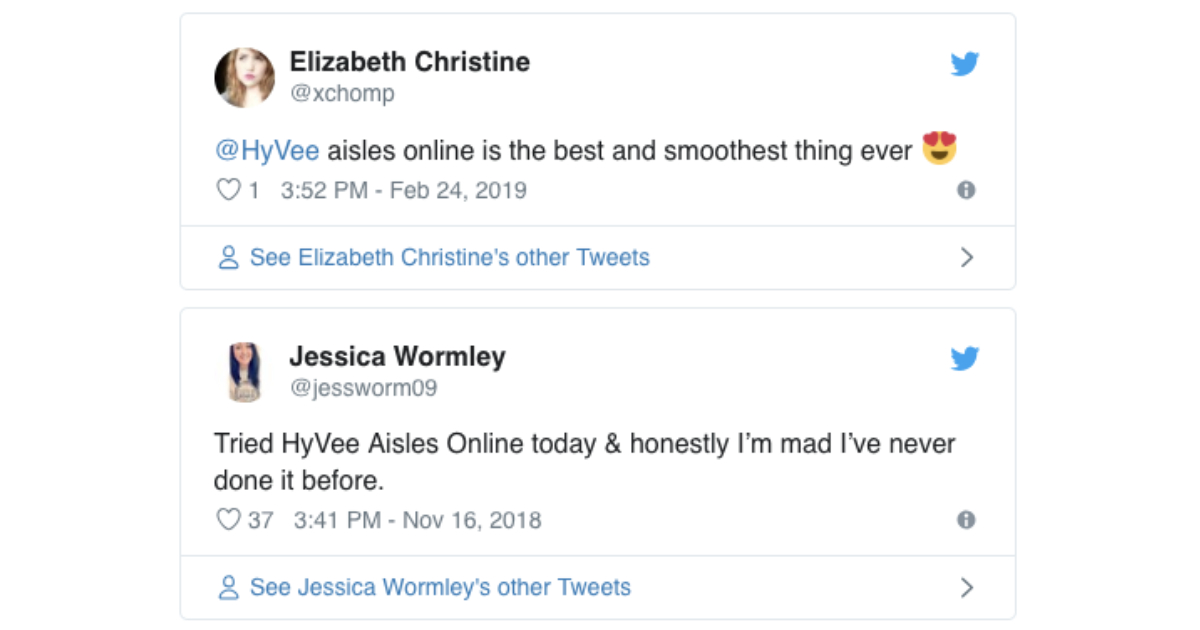 Elizabeth Christine
@xchomp
@HyVee aisles online is the best and smoothest thing ever 😍
1 3:52 PM - Feb 24, 2019
See Elizabeth Christine's other Tweets
Jessica Wormley
@jessworm09
Tried HyVee Aisles Online today & honestly I’m mad I’ve never
done it before.
37 3:41 PM - Nov 16, 2018
See Jessica Wormley's other Tweets